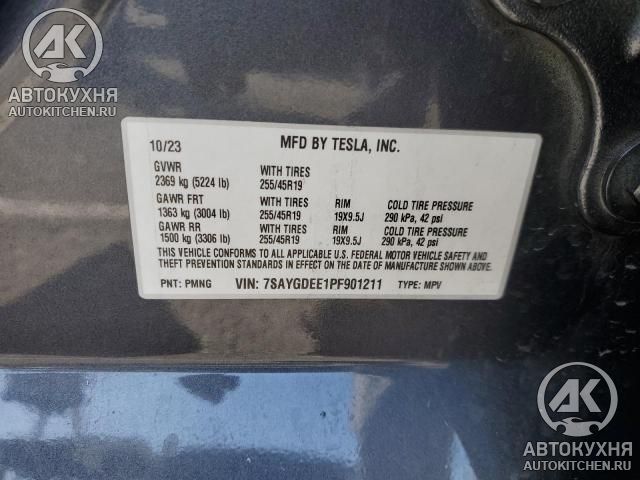 АК
АВТОКУХНЯ
AUTOKITCHEN.RU
10/23 MFD BY TESLA, INC.
GVWR WITH TIRES
2369 kg (5224 lb) 255/45R19
GAWR FRT WITH TIRES RIM COLD TIRE PRESSURE
1363 kg (3004 lb) 255/45R19 19X9.5J 290 kPa, 42 psi
GAWR RR WITH TIRES RIM COLD TIRE PRESSURE
1500 kg (3306 lb) 255/45R19 19X9.5J 290 kPa, 42 psi
THIS VEHICLE CONFORMS TO ALL APPLICABLE U.S. FEDERAL MOTOR VEHICLE SAFETY AND
THEFT PREVENTION STANDARDS IN EFFECT ON THE DATE OF MANUFACTURE SHOWN ABOVE.
PNT: PMNG VIN: 7SAYGDEE1PF901211 TYPE: MPV
АК
АВТОКУХНЯ
AUTOKITCHEN.RU